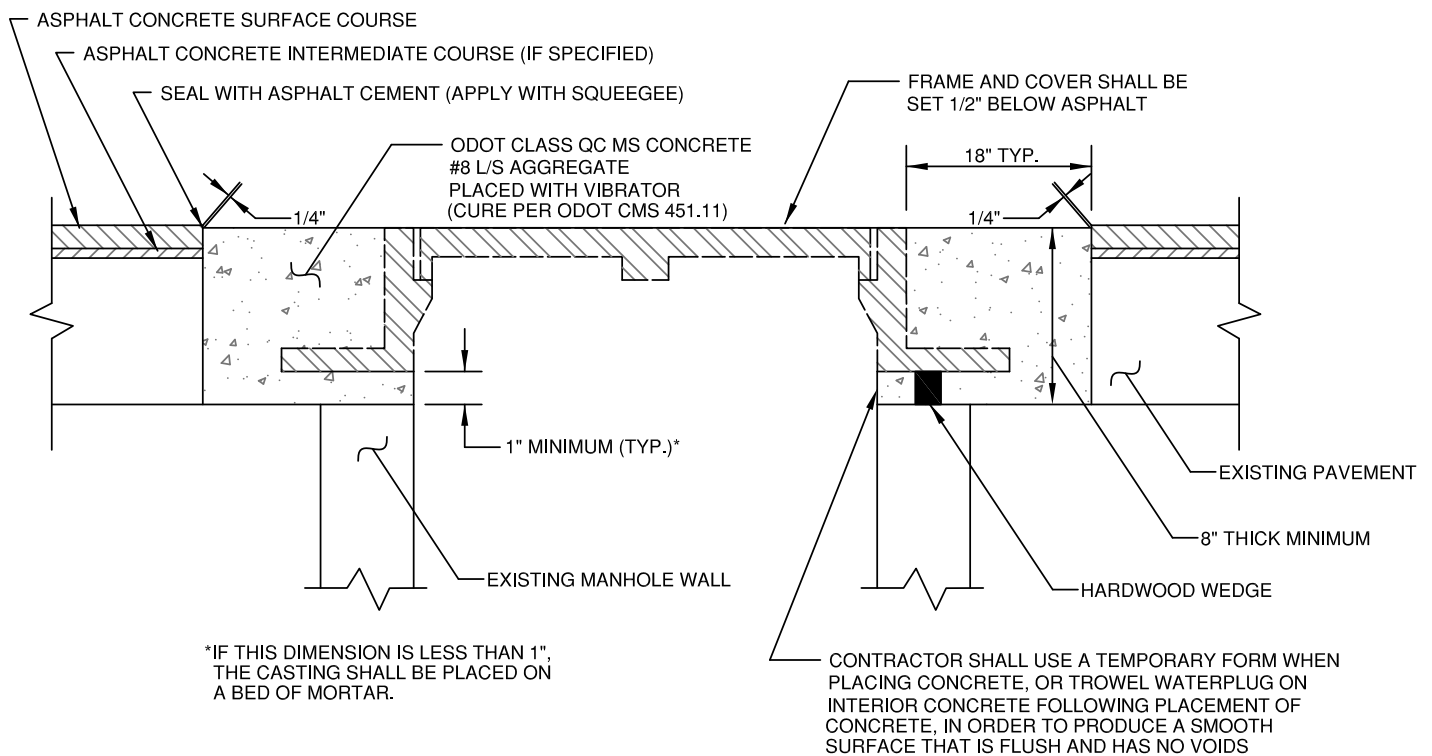 ASPHALT CONCRETE SURFACE COURSE
ASPHALT CONCRETE INTERMEDIATE COURSE (IF SPECIFIED)
SEAL WITH ASPHALT CEMENT (APPLY WITH SQUEEGEE)
ODOT CLASS QC MS CONCRETE
#8 L/S AGGREGATE
PLACED WITH VIBRATOR
(CURE PER ODOT CMS 451.11)
FRAME AND COVER SHALL BE
SET 1/2" BELOW ASPHALT
18" TYP.
1/4"
1/4"
1" MINIMUM (TYP.)*
EXISTING PAVEMENT
8" THICK MINIMUM
EXISTING MANHOLE WALL
HARDWOOD WEDGE
*IF THIS DIMENSION IS LESS THAN 1",
THE CASTING SHALL BE PLACED ON
A BED OF MORTAR.
CONTRACTOR SHALL USE A TEMPORARY FORM WHEN
PLACING CONCRETE, OR TROWEL WATERPLUG ON
INTERIOR CONCRETE FOLLOWING PLACEMENT OF
CONCRETE, IN ORDER TO PRODUCE A SMOOTH
SURFACE THAT IS FLUSH AND HAS NO VOIDS